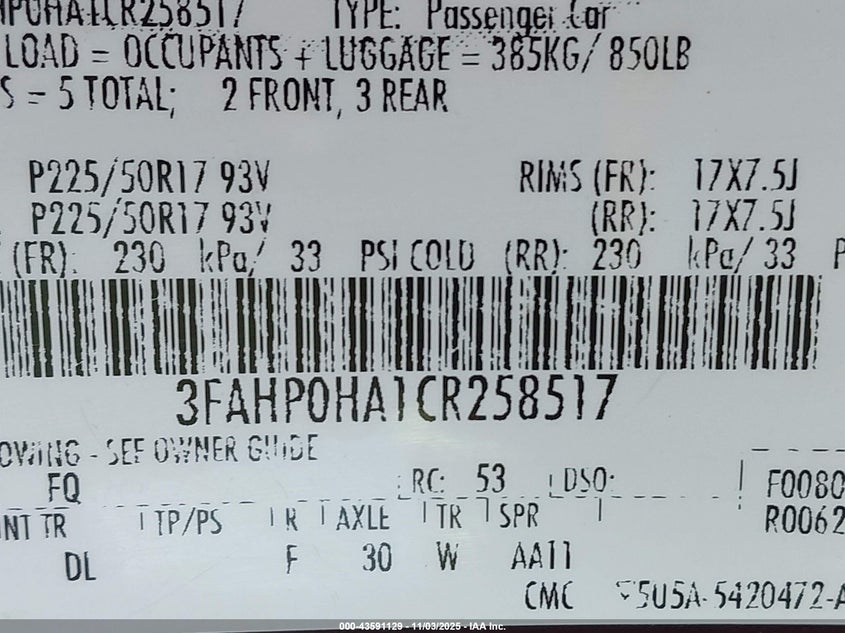 HP0HA1CR258517 TYPE: Passenger Car
LOAD = OCCUPANTS + LUGGAGE = 385KG/ 850LB
S = 5 TOTAL; 2 FRONT, 3 REAR
P225/50R17 93V RIMS (FR): 17X7.5J
P225/50R17 93V (RR): 17X7.5J
(FR): 230 kPa/ 33 PSI COLD (RR): 230 kPa/ 33 P
3FAHP0HA1CR258517
OWING - SEE OWNER GUIDE
FQ RC: 53 DSO: F0080
INT TR TP/PS R AXLE TR SPR R0062
DL F 30 W AA11
CMC 5U5A-5420472-A
000-43591129 - 11/03/2025 - IAA Inc.